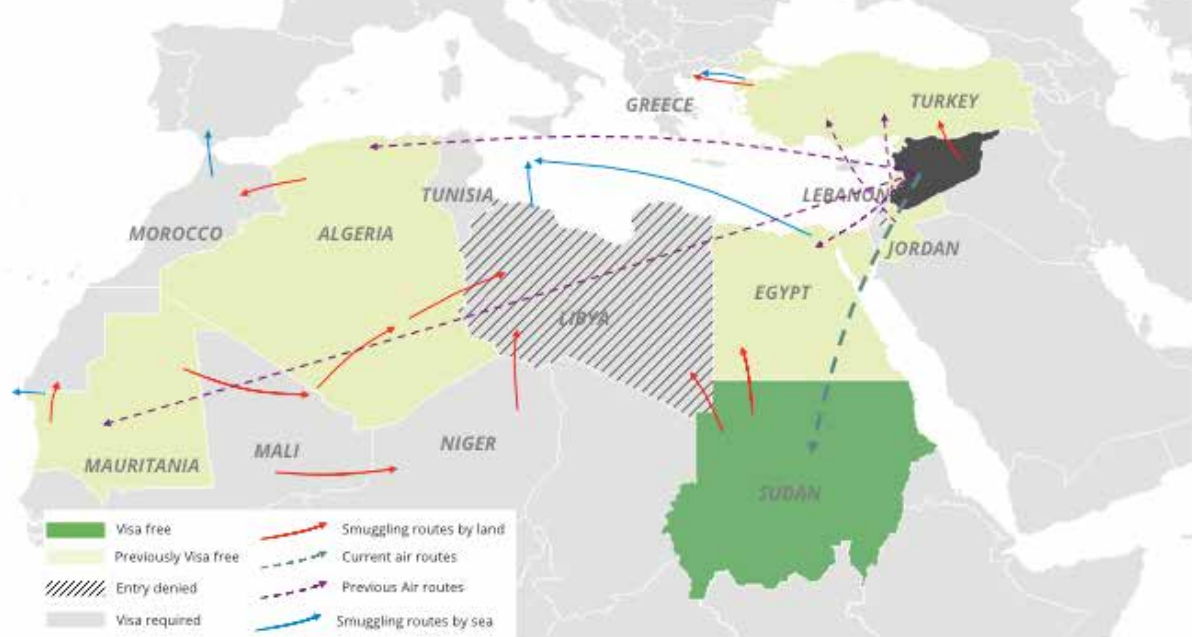 TURKEY
GREECE
TUNISIA
LEBANON
MOROCCO
ALGERIA
JORDAN
EGYPT
LIBYA
MALI
NIGER
MAURITANIA
SUDAN
Visa free
Smuggling routes by land
Previously Visa free
Current air routes
Entry denied
Previous Air routes
Visa required
Smuggling routes by sea